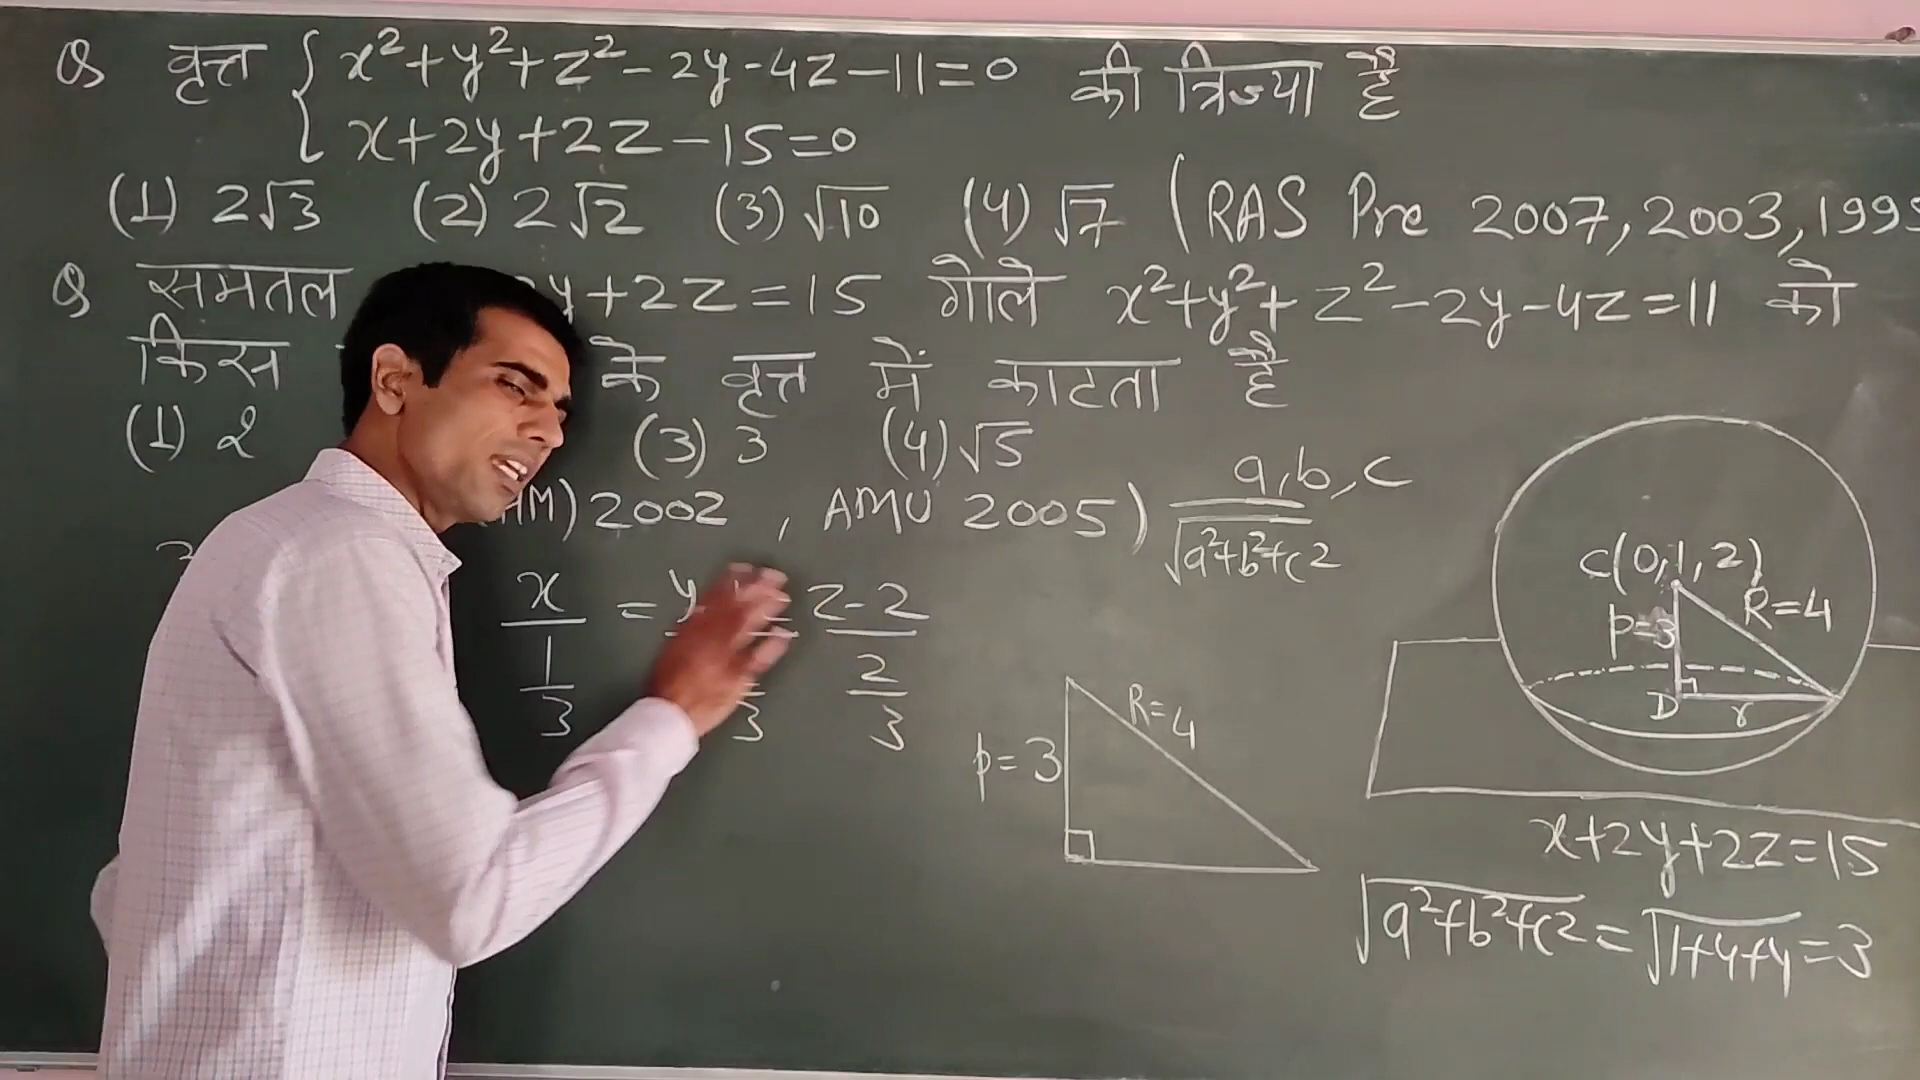 Q वृत्त { x²+y²+z²-2y-4z-11=0 की त्रिज्या है
x+2y+2z-15=0
(1) 2√3 (2) 2√2 (3) √10 (4) √7 (RAS Pre 2007, 2003, 199
Q समतल y+2z=15 गोले x²+y²+z²-2y-4z=11 को
किस के वृत्त में काटता है
(1) 2 (3) 3 (4) √5
M) 2002 , AMU 2005)
a, b, c
√a²+b²+c²
x/(1/3) = y = z-2/(2/3)
p=3
R=4
C(0,1,2)
p=3
R=4
D
r
x+2y+2z=15
√a²+b²+c² = √1+4+4 = 3